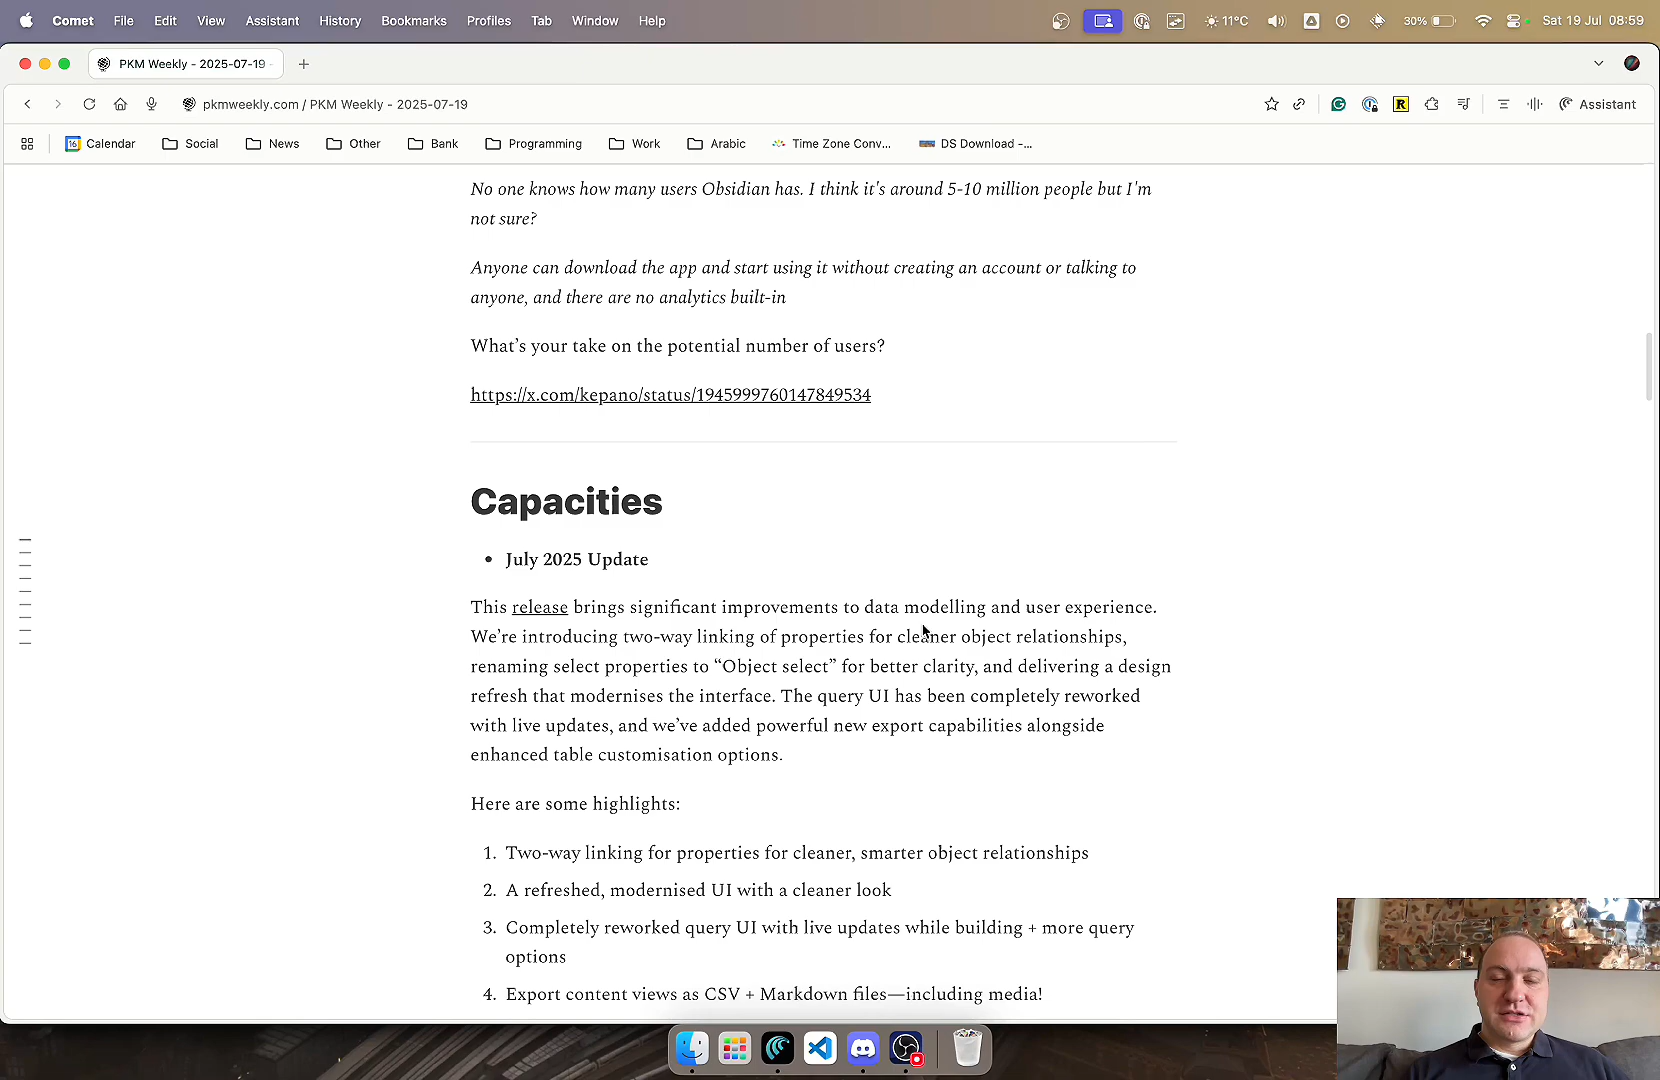 Comet File Edit View Assistant History Bookmarks Profiles Tab Window Help 11°C 30% Sat 19 Jul 08:59
PKM Weekly - 2025-07-19 -
pkmweekly.com / PKM Weekly - 2025-07-19 R Assistant
16 Calendar Social News Other Bank Programming Work Arabic Time Zone Conv... DS Download -...
No one knows how many users Obsidian has. I think it's around 5-10 million people but I'm
not sure?
Anyone can download the app and start using it without creating an account or talking to
anyone, and there are no analytics built-in
What's your take on the potential number of users?
https://x.com/kepano/status/1945999760147849534
Capacities
• July 2025 Update
This release brings significant improvements to data modelling and user experience.
We're introducing two-way linking of properties for cleaner object relationships,
renaming select properties to “Object select” for better clarity, and delivering a design
refresh that modernises the interface. The query UI has been completely reworked
with live updates, and we've added powerful new export capabilities alongside
enhanced table customisation options.
Here are some highlights:
1. Two-way linking for properties for cleaner, smarter object relationships
2. A refreshed, modernised UI with a cleaner look
3. Completely reworked query UI with live updates while building + more query
options
4. Export content views as CSV + Markdown files—including media!